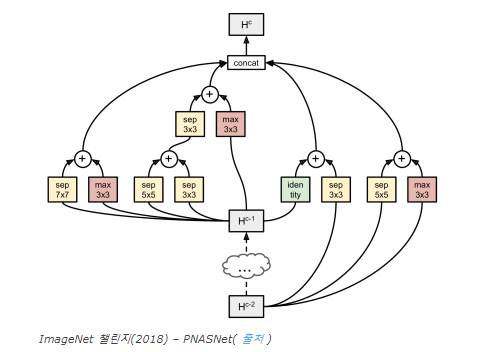 H^c
concat
+
sep 3x3
max 3x3
+
+
+
+
sep 7x7
max 3x3
sep 5x5
sep 3x3
iden tity
sep 3x3
sep 5x5
max 3x3
H^c-1
...
H^c-2
ImageNet 챌린지(2018) – PNASNet( 출처 )